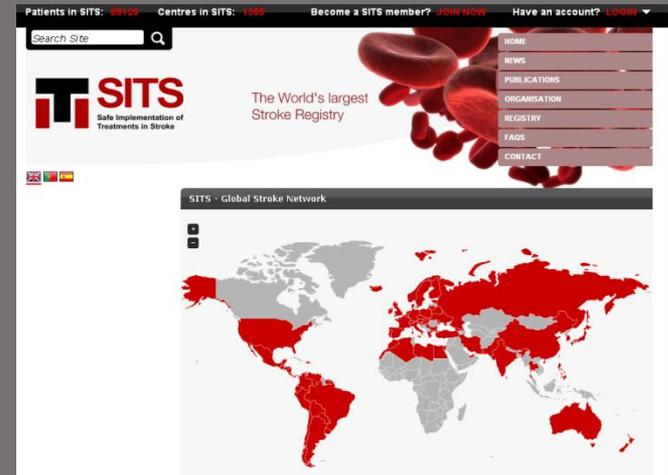 Patients in SITS: 85120 Centres in SITS: 1355 Become a SITS member? JOIN NOW Have an account? LOGIN
Search Site
HOME
NEWS
PUBLICATIONS
ORGANISATION
REGISTRY
FAQS
CONTACT
SITS
Safe Implementation of
Treatments in Stroke
The World's largest
Stroke Registry
SITS - Global Stroke Network
+
-